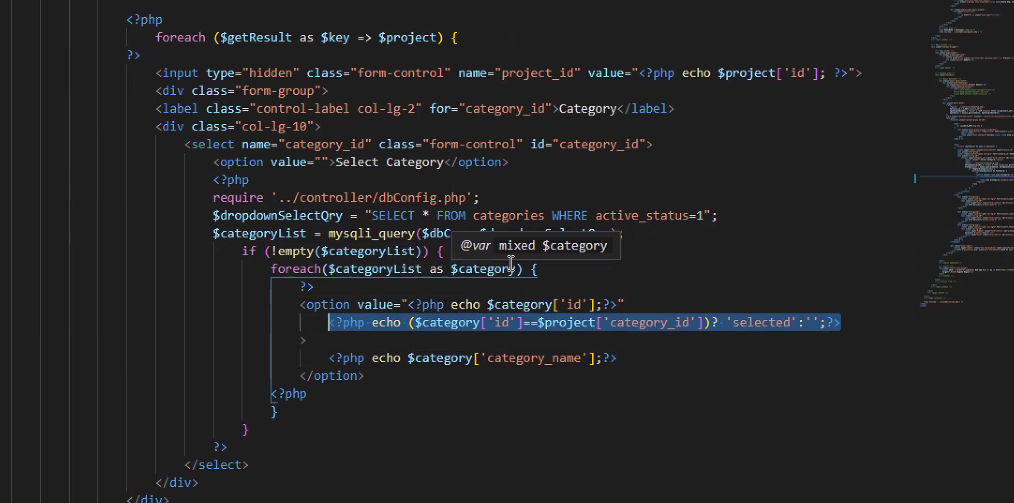 <?php
foreach ($getResult as $key => $project) {
?>
<input type="hidden" class="form-control" name="project_id" value="<?php echo $project['id']; ?>">
<div class="form-group">
<label class="control-label col-lg-2" for="category_id">Category</label>
<div class="col-lg-10">
<select name="category_id" class="form-control" id="category_id">
<option value="">Select Category</option>
<?php
require '../controller/dbConfig.php';
$dropdownSelectQry = "SELECT * FROM categories WHERE active_status=1";
$categoryList = mysqli_query($dbC
@var mixed $category
if (!empty($categoryList)) {
foreach($categoryList as $category) {
?>
<option value="<?php echo $category['id'];?>"
<?php echo ($category['id']==$project['category_id'])? 'selected':'';?>
>
<?php echo $category['category_name'];?>
</option>
<?php
}
}
?>
</select>
</div>
</div>